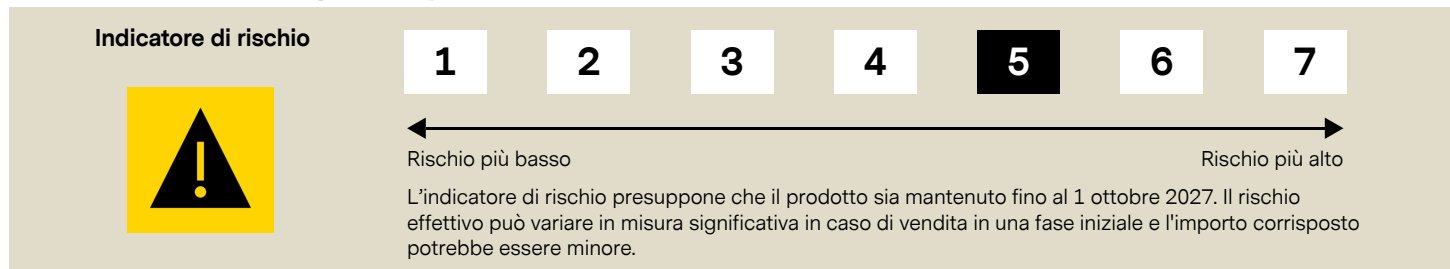 Indicatore di rischio
1 2 3 4 5 6 7
Rischio più basso Rischio più alto
L'indicatore di rischio presuppone che il prodotto sia mantenuto fino al 1 ottobre 2027. Il rischio
effettivo può variare in misura significativa in caso di vendita in una fase iniziale e l'importo corrisposto
potrebbe essere minore.